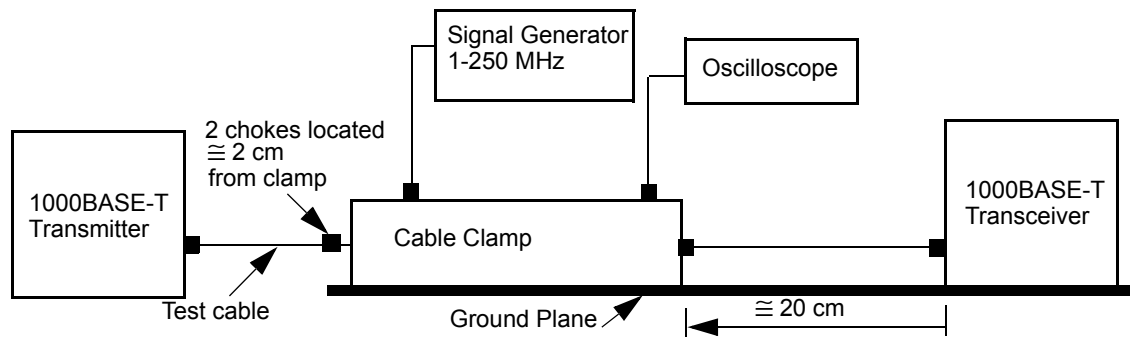 Signal Generator
1-250 MHz
Oscilloscope
2 chokes located
≅ 2 cm
from clamp
1000BASE-T
Transmitter
1000BASE-T
Transceiver
Cable Clamp
Test cable
Ground Plane
≅ 20 cm